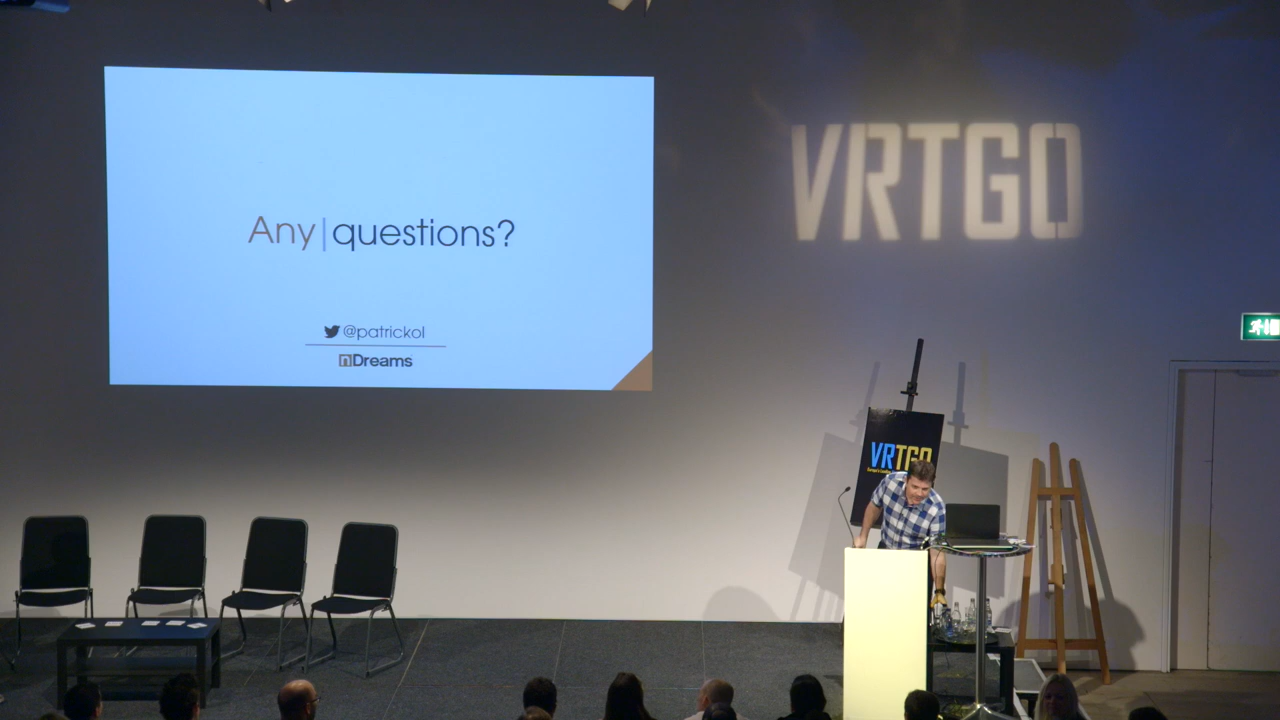 Any|questions?
@patrickol
nDreams
VRTGO
VRTGO